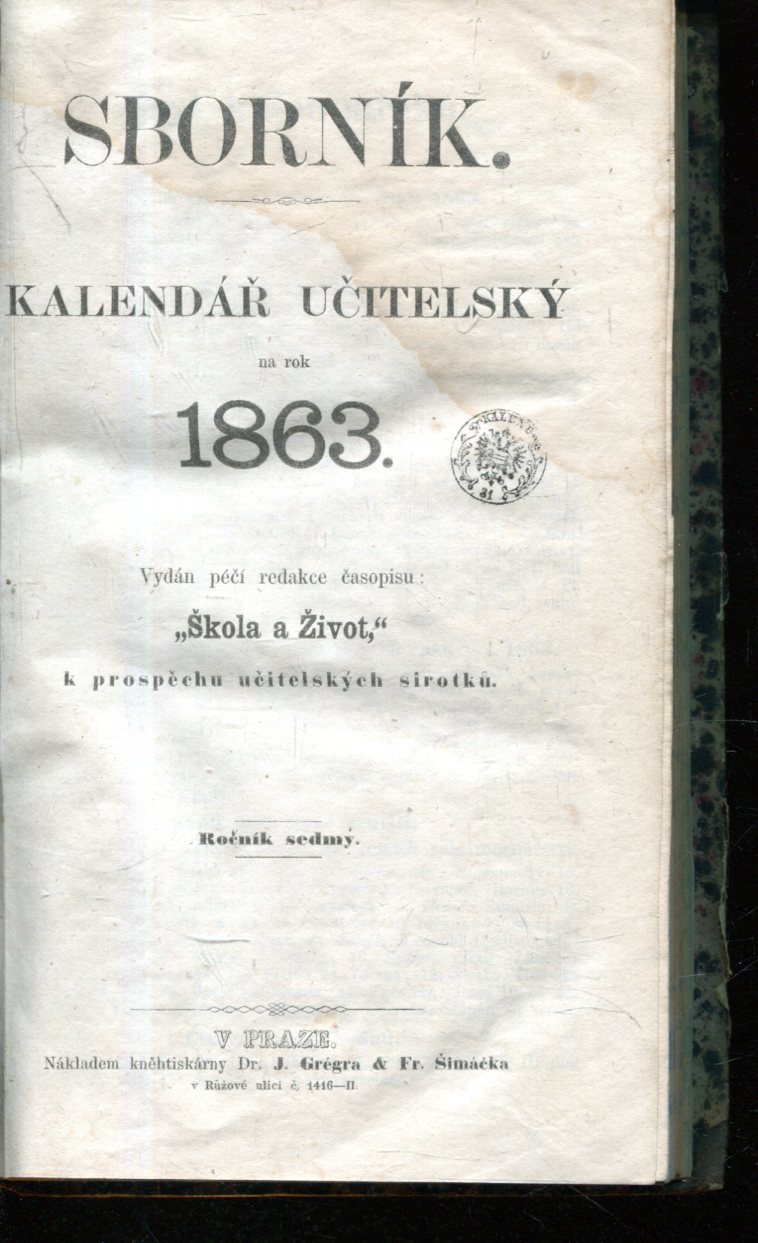 SBORNÍK.
KALENDÁŘ UČITELSKÝ
na rok
1863.
Vydán péčí redakce časopisu:
„Škola a Život,“
k prospěchu učitelských sirotků.
Ročník sedmý.
V PRAZE.
Nákladem kněhtiskárny Dr. J. Grégra & Fr. Šimáčka
v Růžové ulici č. 1416—II